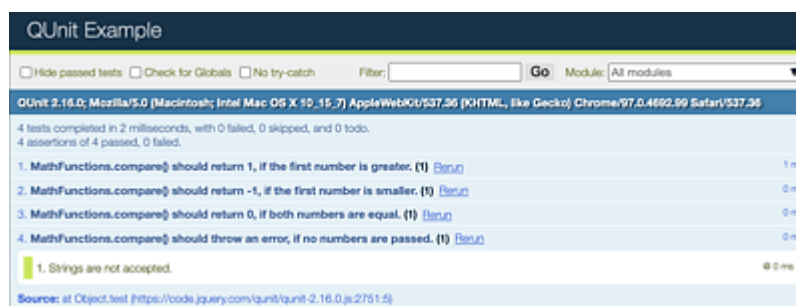 QUnit Example
Hide passed tests Check for Globals No try-catch Filter: Go Module: All modules
QUnit 2.16.0; Mozilla/5.0 (Macintosh; Intel Mac OS X 10_15_7) AppleWebKit/537.36 (KHTML, like Gecko) Chrome/97.0.4692.99 Safari/537.36
4 tests completed in 2 milliseconds, with 0 failed, 0 skipped, and 0 todo.
4 assertions of 4 passed, 0 failed.
1. MathFunctions.compare() should return 1, if the first number is greater. (1) Rerun 1 m
2. MathFunctions.compare() should return -1, if the first number is smaller. (1) Rerun 0 m
3. MathFunctions.compare() should return 0, if both numbers are equal. (1) Rerun 0 m
4. MathFunctions.compare() should throw an error, if no numbers are passed. (1) Rerun 0 m
1. Strings are not accepted. @ 0 ms
Source: at Object.test (https://code.jquery.com/qunit/qunit-2.16.0.js:2751:5)